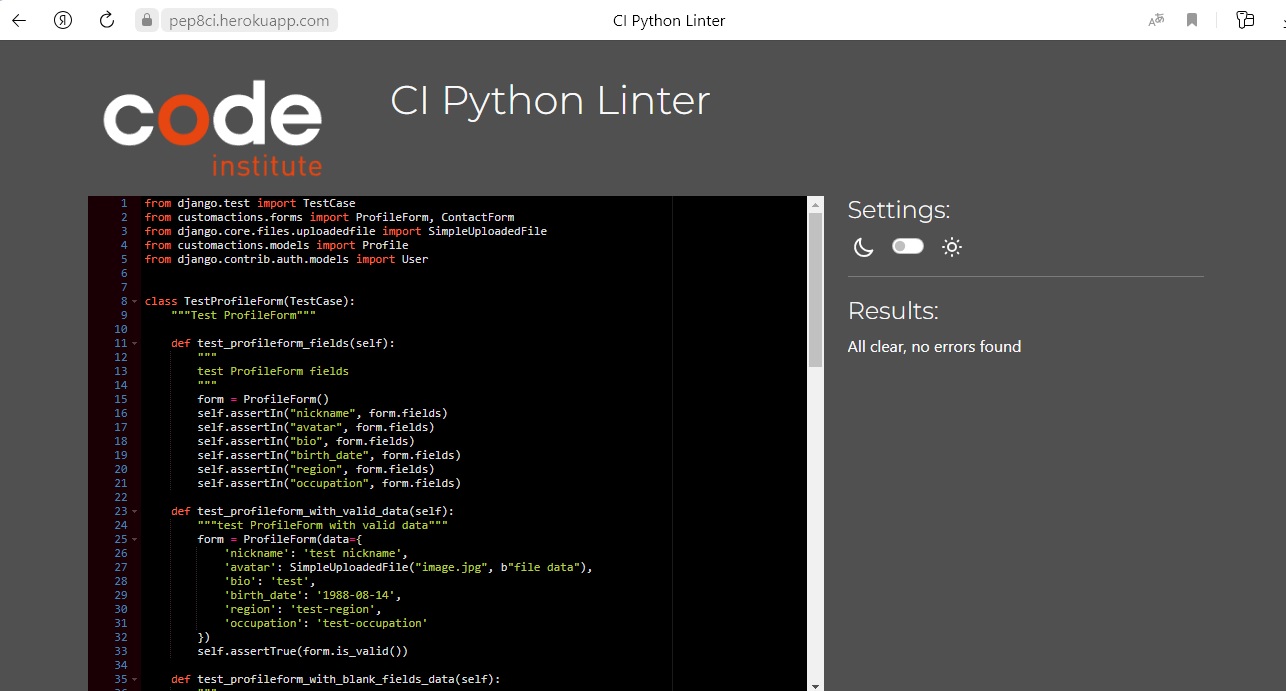 pep8ci.herokuapp.com
CI Python Linter
code
institute
CI Python Linter
1 from django.test import TestCase
2 from customactions.forms import ProfileForm, ContactForm
3 from django.core.files.uploadedfile import SimpleUploadedFile
4 from customactions.models import Profile
5 from django.contrib.auth.models import User
6
7
8 class TestProfileForm(TestCase):
9     """Test ProfileForm"""
10
11     def test_profileform_fields(self):
12         """
13         test ProfileForm fields
14         """
15         form = ProfileForm()
16         self.assertIn("nickname", form.fields)
17         self.assertIn("avatar", form.fields)
18         self.assertIn("bio", form.fields)
19         self.assertIn("birth_date", form.fields)
20         self.assertIn("region", form.fields)
21         self.assertIn("occupation", form.fields)
22
23     def test_profileform_with_valid_data(self):
24         """test ProfileForm with valid data"""
25         form = ProfileForm(data={
26             'nickname': 'test nickname',
27             'avatar': SimpleUploadedFile("image.jpg", b"file data"),
28             'bio': 'test',
29             'birth_date': '1988-08-14',
30             'region': 'test-region',
31             'occupation': 'test-occupation'
32         })
33         self.assertTrue(form.is_valid())
34
35     def test_profileform_with_blank_fields_data(self):
Settings:
Results:
All clear, no errors found